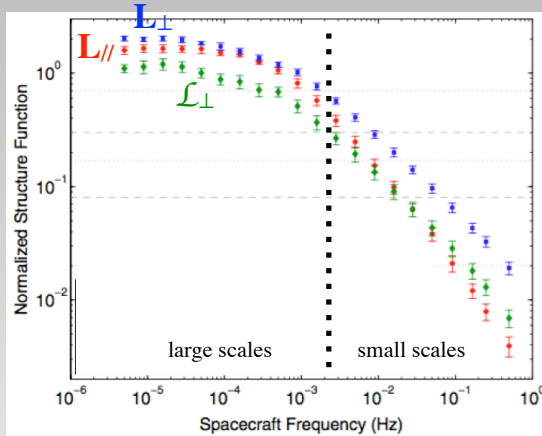 L⊥
L//
ℒ⊥
Normalized Structure Function
10⁰
10⁻¹
10⁻²
large scales
small scales
10⁻⁶
10⁻⁵
10⁻⁴
10⁻³
10⁻²
10⁻¹
10⁰
Spacecraft Frequency (Hz)